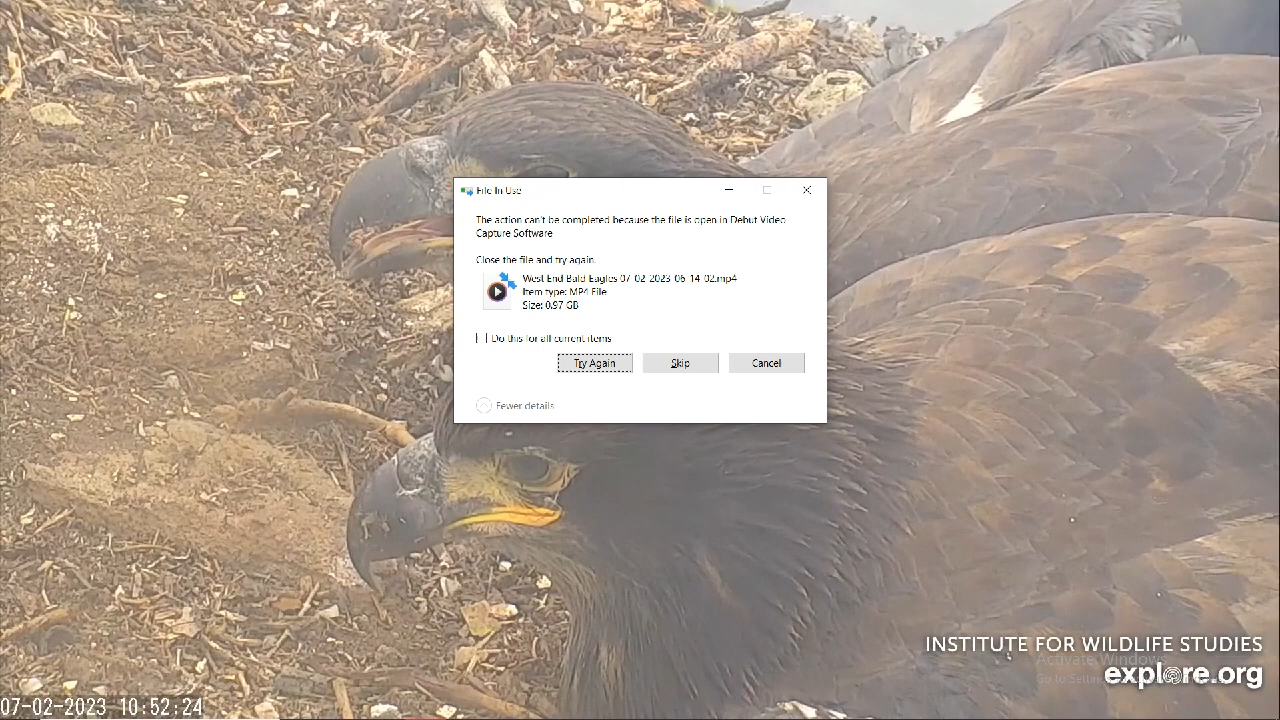 File In Use
The action can't be completed because the file is open in Debut Video
Capture Software
Close the file and try again.
West End Bald Eagles 07-02-2023-06-14-02.mp4
Item type: MP4 File
Size: 0.97 GB
Do this for all current items
Try Again
Skip
Cancel
Fewer details
INSTITUTE FOR WILDLIFE STUDIES
Activate Windows
Go to Settin
explore.org
07-02-2023 10:52:24